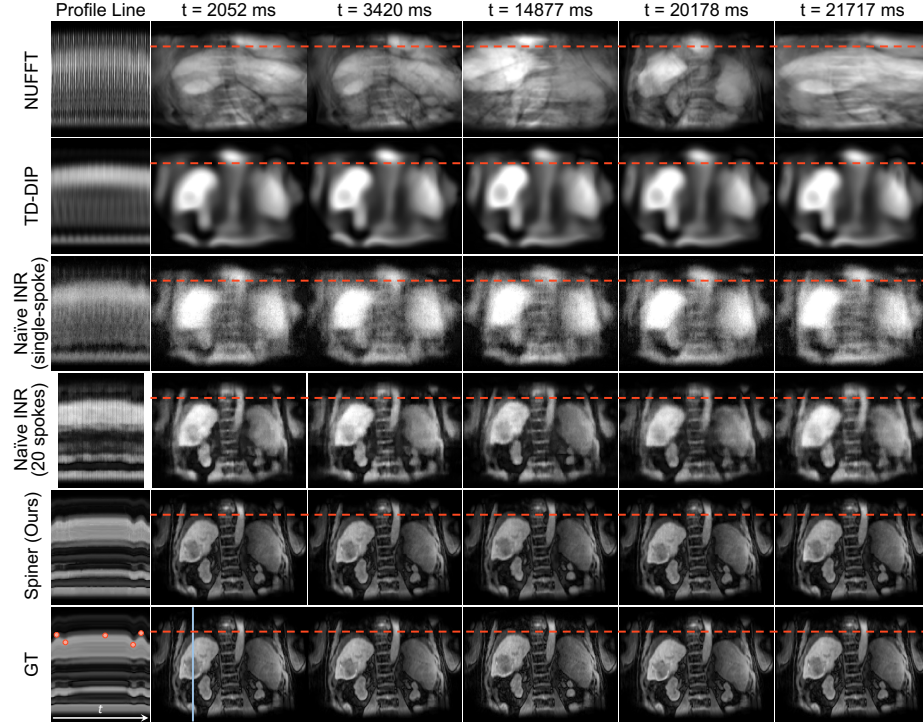 Profile Line
t = 2052 ms
t = 3420 ms
t = 14877 ms
t = 20178 ms
t = 21717 ms
NUFFT
TD-DIP
Naïve INR
(single-spoke)
Naïve INR
(20 spokes)
Spiner (Ours)
GT
t